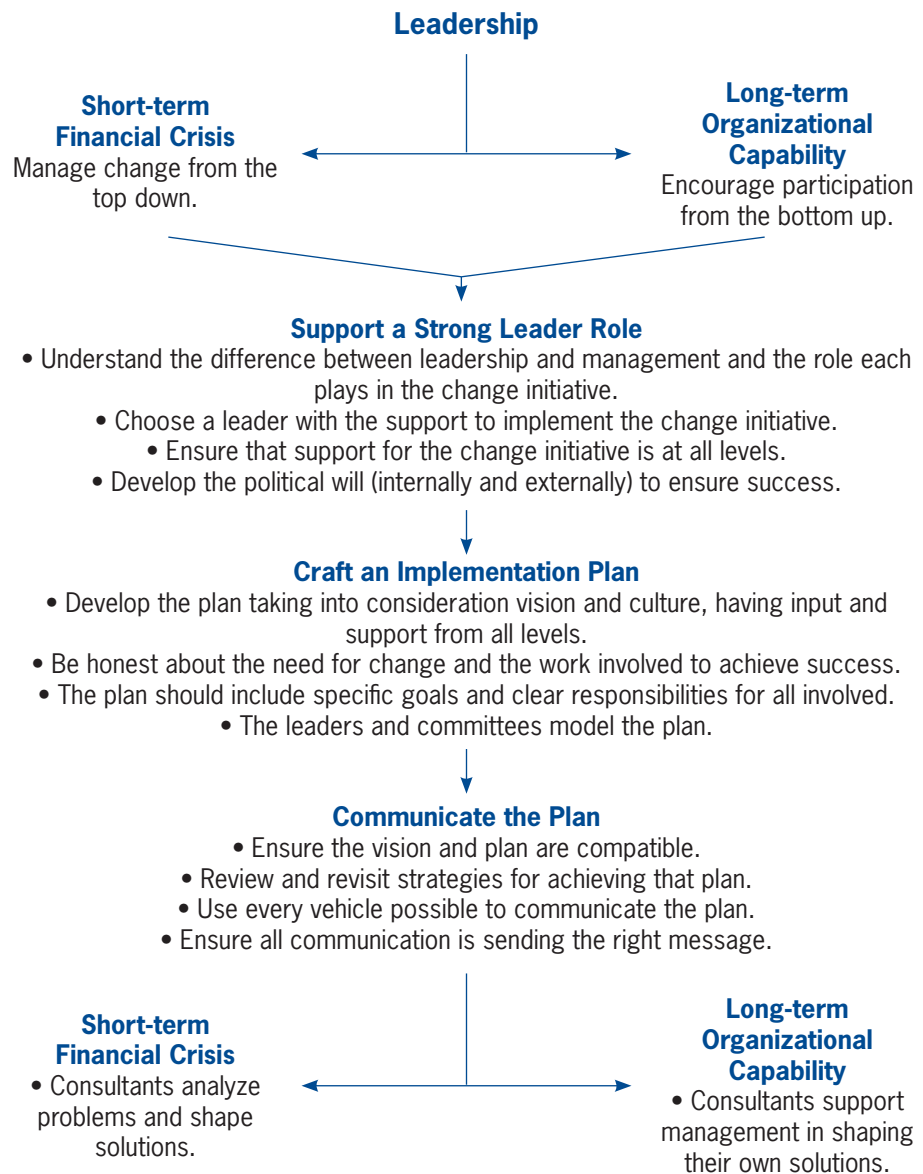 Leadership
Short-term
Financial Crisis
Manage change from the
top down.
Long-term
Organizational
Capability
Encourage participation
from the bottom up.
Support a Strong Leader Role
• Understand the difference between leadership and management and the role each
plays in the change initiative.
• Choose a leader with the support to implement the change initiative.
• Ensure that support for the change initiative is at all levels.
• Develop the political will (internally and externally) to ensure success.
Craft an Implementation Plan
• Develop the plan taking into consideration vision and culture, having input and
support from all levels.
• Be honest about the need for change and the work involved to achieve success.
• The plan should include specific goals and clear responsibilities for all involved.
• The leaders and committees model the plan.
Communicate the Plan
• Ensure the vision and plan are compatible.
• Review and revisit strategies for achieving that plan.
• Use every vehicle possible to communicate the plan.
• Ensure all communication is sending the right message.
Short-term
Financial Crisis
• Consultants analyze
problems and shape
solutions.
Long-term
Organizational
Capability
• Consultants support
management in shaping
their own solutions.